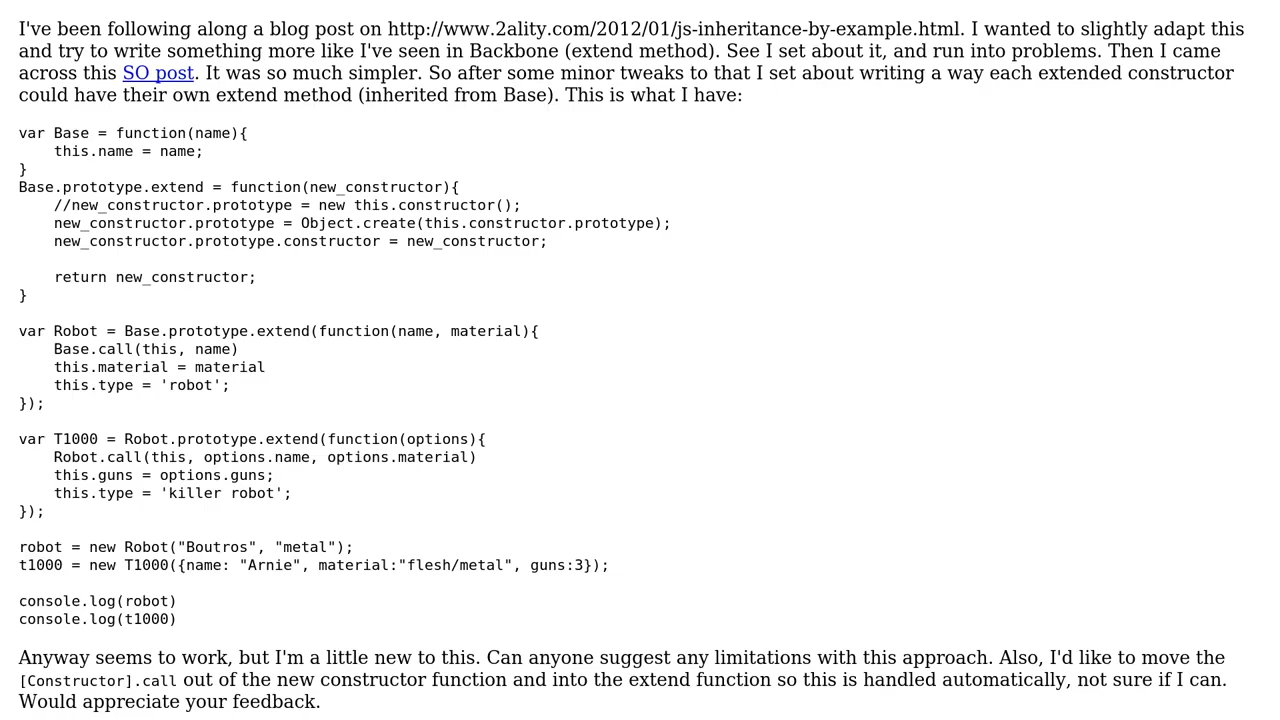 I've been following along a blog post on http://www.2ality.com/2012/01/js-inheritance-by-example.html. I wanted to slightly adapt this
and try to write something more like I've seen in Backbone (extend method). See I set about it, and run into problems. Then I came
across this SO post. It was so much simpler. So after some minor tweaks to that I set about writing a way each extended constructor
could have their own extend method (inherited from Base). This is what I have:
var Base = function(name){
    this.name = name;
}
Base.prototype.extend = function(new_constructor){
    //new_constructor.prototype = new this.constructor();
    new_constructor.prototype = Object.create(this.constructor.prototype);
    new_constructor.prototype.constructor = new_constructor;
    return new_constructor;
}
var Robot = Base.prototype.extend(function(name, material){
    Base.call(this, name)
    this.material = material
    this.type = 'robot';
});
var T1000 = Robot.prototype.extend(function(options){
    Robot.call(this, options.name, options.material)
    this.guns = options.guns;
    this.type = 'killer robot';
});
robot = new Robot("Boutros", "metal");
t1000 = new T1000({name: "Arnie", material:"flesh/metal", guns:3});
console.log(robot)
console.log(t1000)
Anyway seems to work, but I'm a little new to this. Can anyone suggest any limitations with this approach. Also, I'd like to move the
[Constructor].call out of the new constructor function and into the extend function so this is handled automatically, not sure if I can.
Would appreciate your feedback.